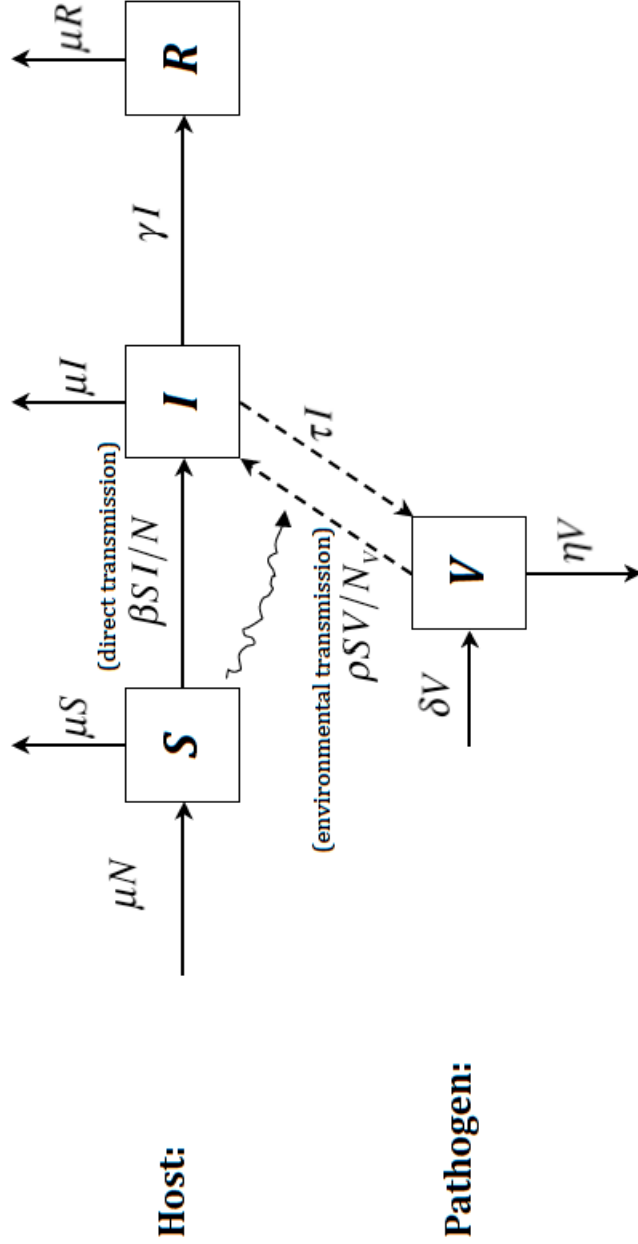 Host:
μN
S
μS
(direct transmission)
βSI/N
I
μI
γI
R
μR
(environmental transmission)
ρSV/N_V
τI
Pathogen:
δV
V
ηV